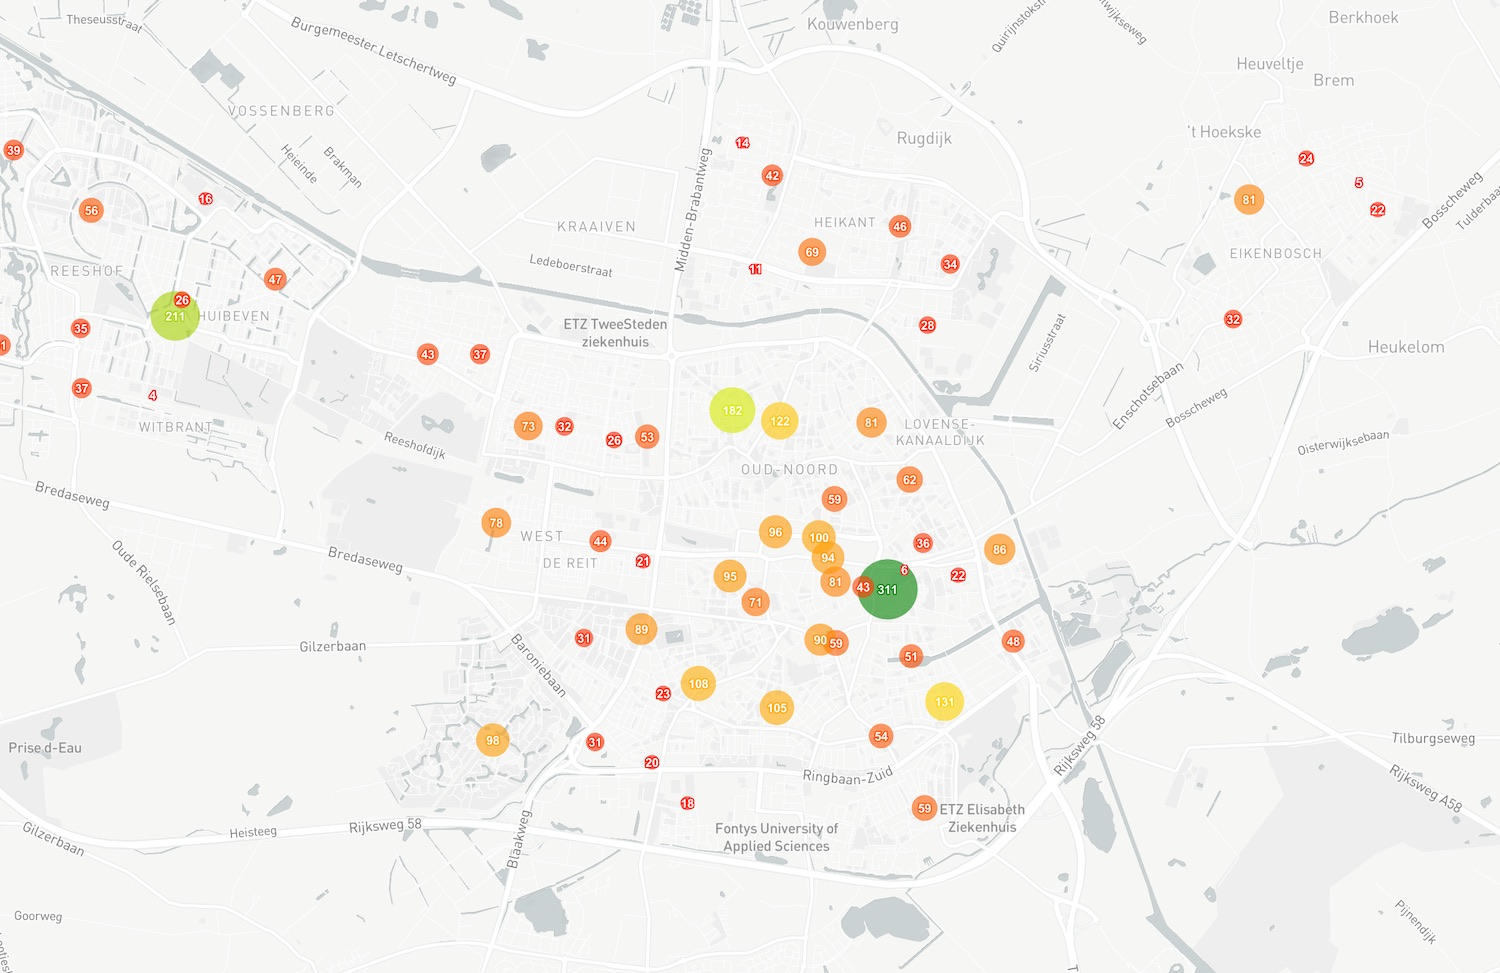 Theseusstraat
Burgemeester Letschertweg
Kouwenberg
Berkhoek
Heuveltje
Brem
VOSSENBERG
Heieinde
Brakman
Midden-Brabantweg
Rugdijk
't Hoekske
14
24
39
42
5
16
81
22
Bosscheweg
56
KRAAIVEN
HEIKANT
46
69
EIKENBOSCH
REESHOF
Ledeboerstraat
11
34
47
26
211
HUIBEVEN
35
ETZ TweeSteden
ziekenhuis
28
32
Siriusstraat
Heukelom
1
43
37
37
4
Enschotsebaan
Bosscheweg
182
122
81
LOVENSE-
KANAALDIJK
WITBRANT
Reeshofdijk
73
32
26
53
Oisterwijksebaan
OUD-NOORD
62
Bredaseweg
59
78
WEST
44
96
100
36
86
Oude Rielsebaan
Bredaseweg
DE REIT
21
94
95
81
43
311
6
22
71
89
31
90
59
51
48
Gilzerbaan
Baroniebaan
23
108
105
131
Prise d-Eau
98
31
54
Rijksweg 58
Tilburgseweg
20
Ringbaan-Zuid
Rijksweg A58
18
59
ETZ Elisabeth
Ziekenhuis
Gilzerbaan
Heisteeg
Rijksweg 58
Blaakweg
Fontys University of
Applied Sciences
Goorweg
Pijnendijk